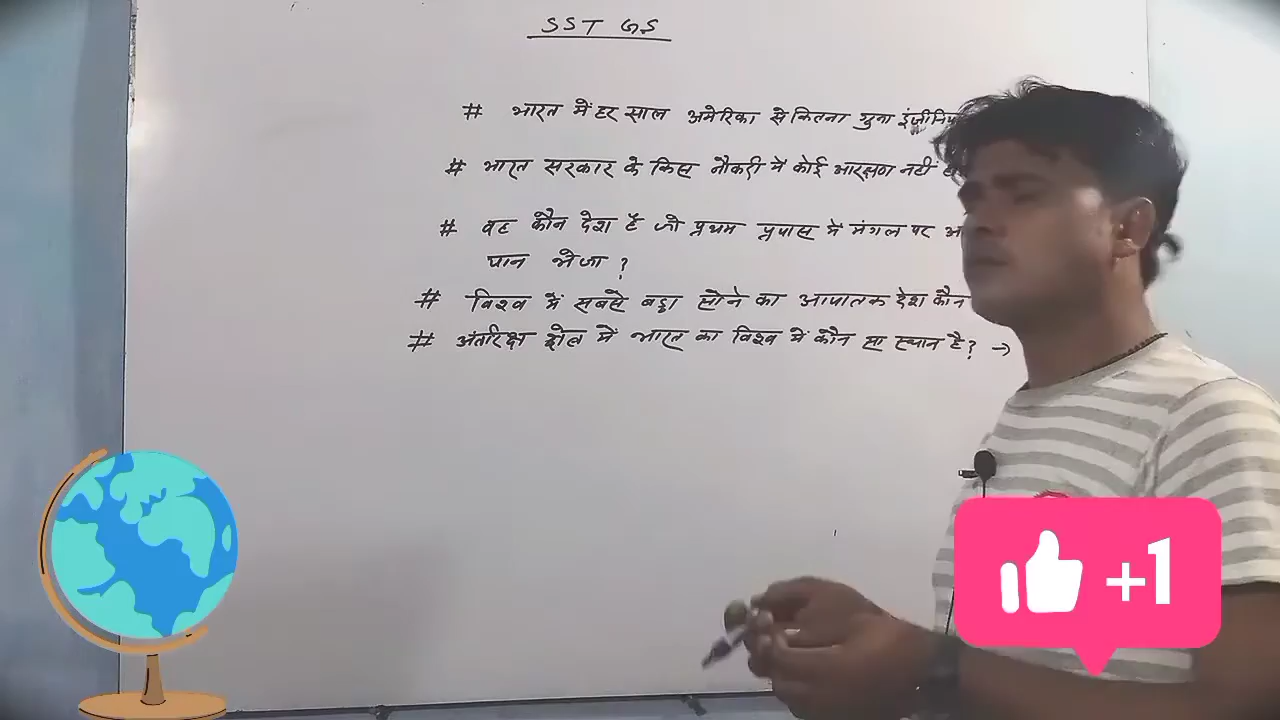 SST GS
# भारत में हर साल अमेरिका से कितना युवा
# भारत सरकार के किस नौकरी में कोई आरक्षण नहीं
# वह कौन देश है जो प्रथम प्रयास में मंगल पर
यान भेजा ?
# विश्व में सबसे बड़ा सोने का आयातक देश कौन
# अंतरिक्ष क्षेत्र में भारत का विश्व में कौन सा स्थान है? →
+1